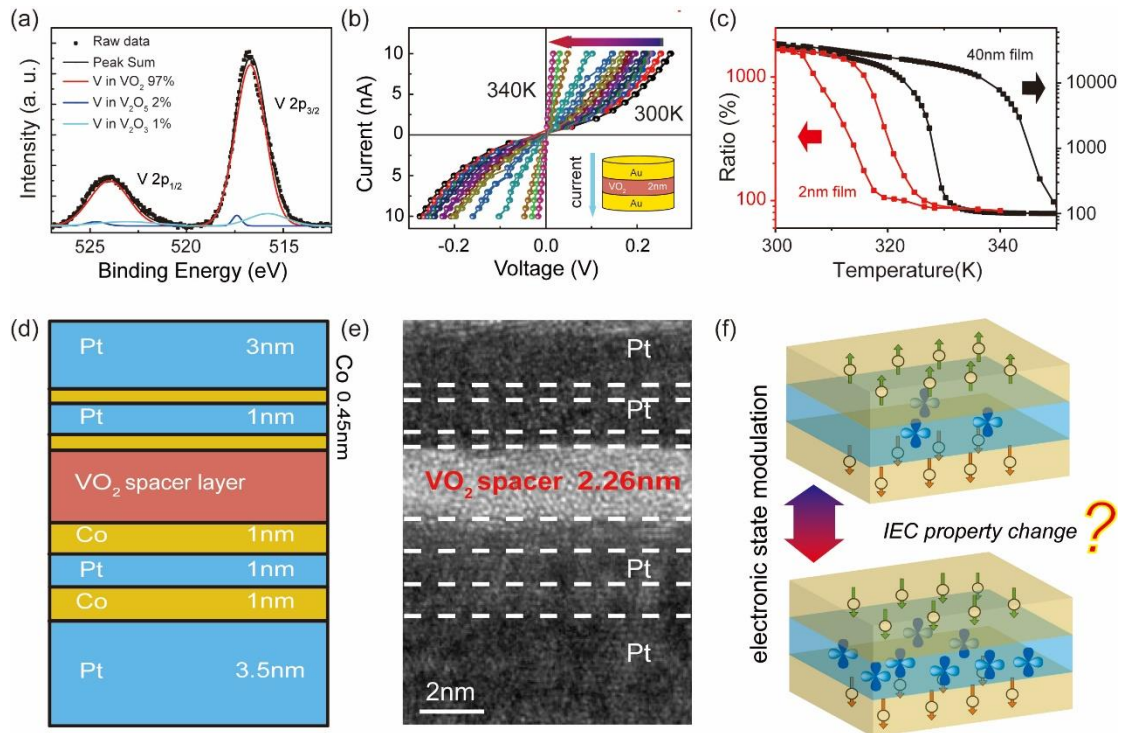 (a)
Raw data
Peak Sum
V in VO₂ 97%
V in V₂O₅ 2%
V in V₂O₃ 1%
V 2p₃/₂
V 2p₁/₂
Intensity (a. u.)
525
520
515
Binding Energy (eV)
(b)
10
5
0
5
10
Current (nA)
340K
300K
current
Au
VO₂ 2nm
Au
-0.2
0.0
0.2
Voltage (V)
(c)
1000
100
Ratio (%)
40nm film
2nm film
10000
1000
100
300
320
340
Temperature(K)
(d)
Pt 3nm
Pt 1nm
Co 0.45nm
VO₂ spacer layer
Co 1nm
Pt 1nm
Co 1nm
Pt 3.5nm
(e)
Pt
Pt
VO₂ spacer 2.26nm
Pt
Pt
2nm
(f)
electronic state modulation
IEC property change ?